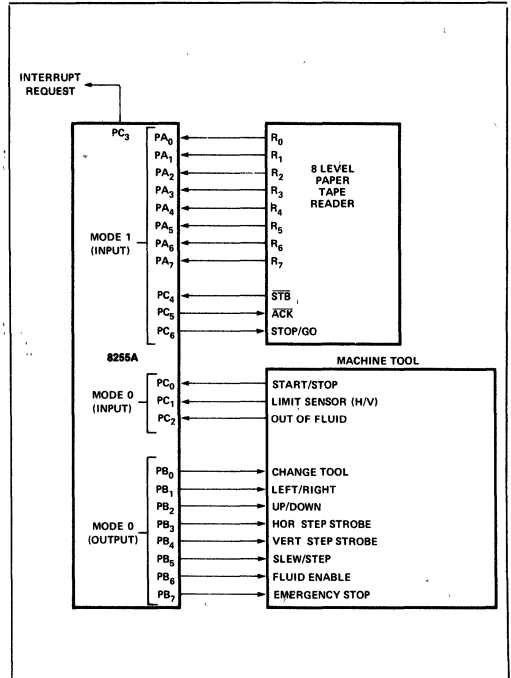 INTERRUPT
REQUEST
PC3
PA0
PA1
PA2
PA3
PA4
PA5
PA6
PA7
PC4
PC5
PC6
MODE 1
(INPUT)
R0
R1
R2
R3
R4
R5
R6
R7
8 LEVEL
PAPER
TAPE
READER
STB
ACK
STOP/GO
8255A
MACHINE TOOL
MODE 0
(INPUT)
PC0
PC1
PC2
START/STOP
LIMIT SENSOR (H/V)
OUT OF FLUID
MODE 0
(OUTPUT)
PB0
PB1
PB2
PB3
PB4
PB5
PB6
PB7
CHANGE TOOL
LEFT/RIGHT
UP/DOWN
HOR STEP STROBE
VERT STEP STROBE
SLEW/STEP
FLUID ENABLE
EMERGENCY STOP